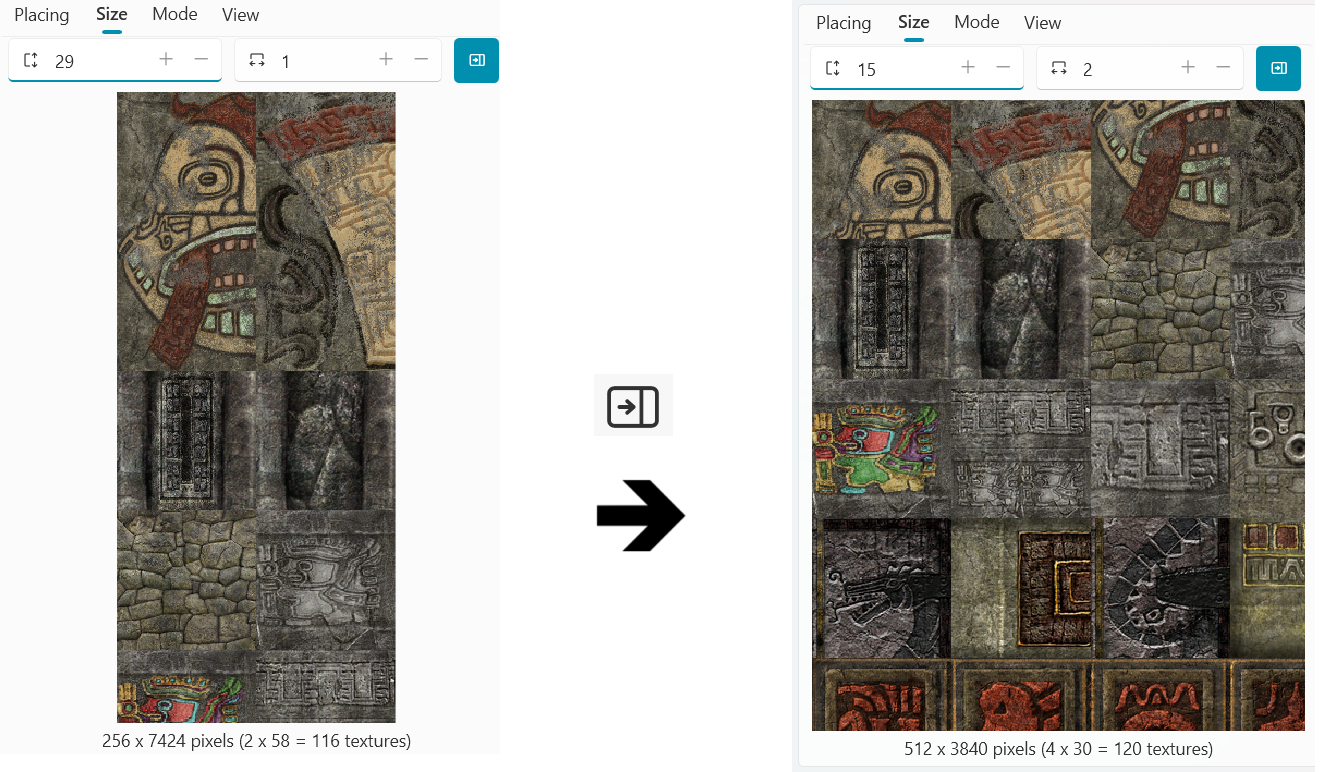 Placing Size Mode View
29 + − 1 + −
256 x 7424 pixels (2 x 58 = 116 textures)
Placing Size Mode View
15 + − 2 + −
512 x 3840 pixels (4 x 30 = 120 textures)